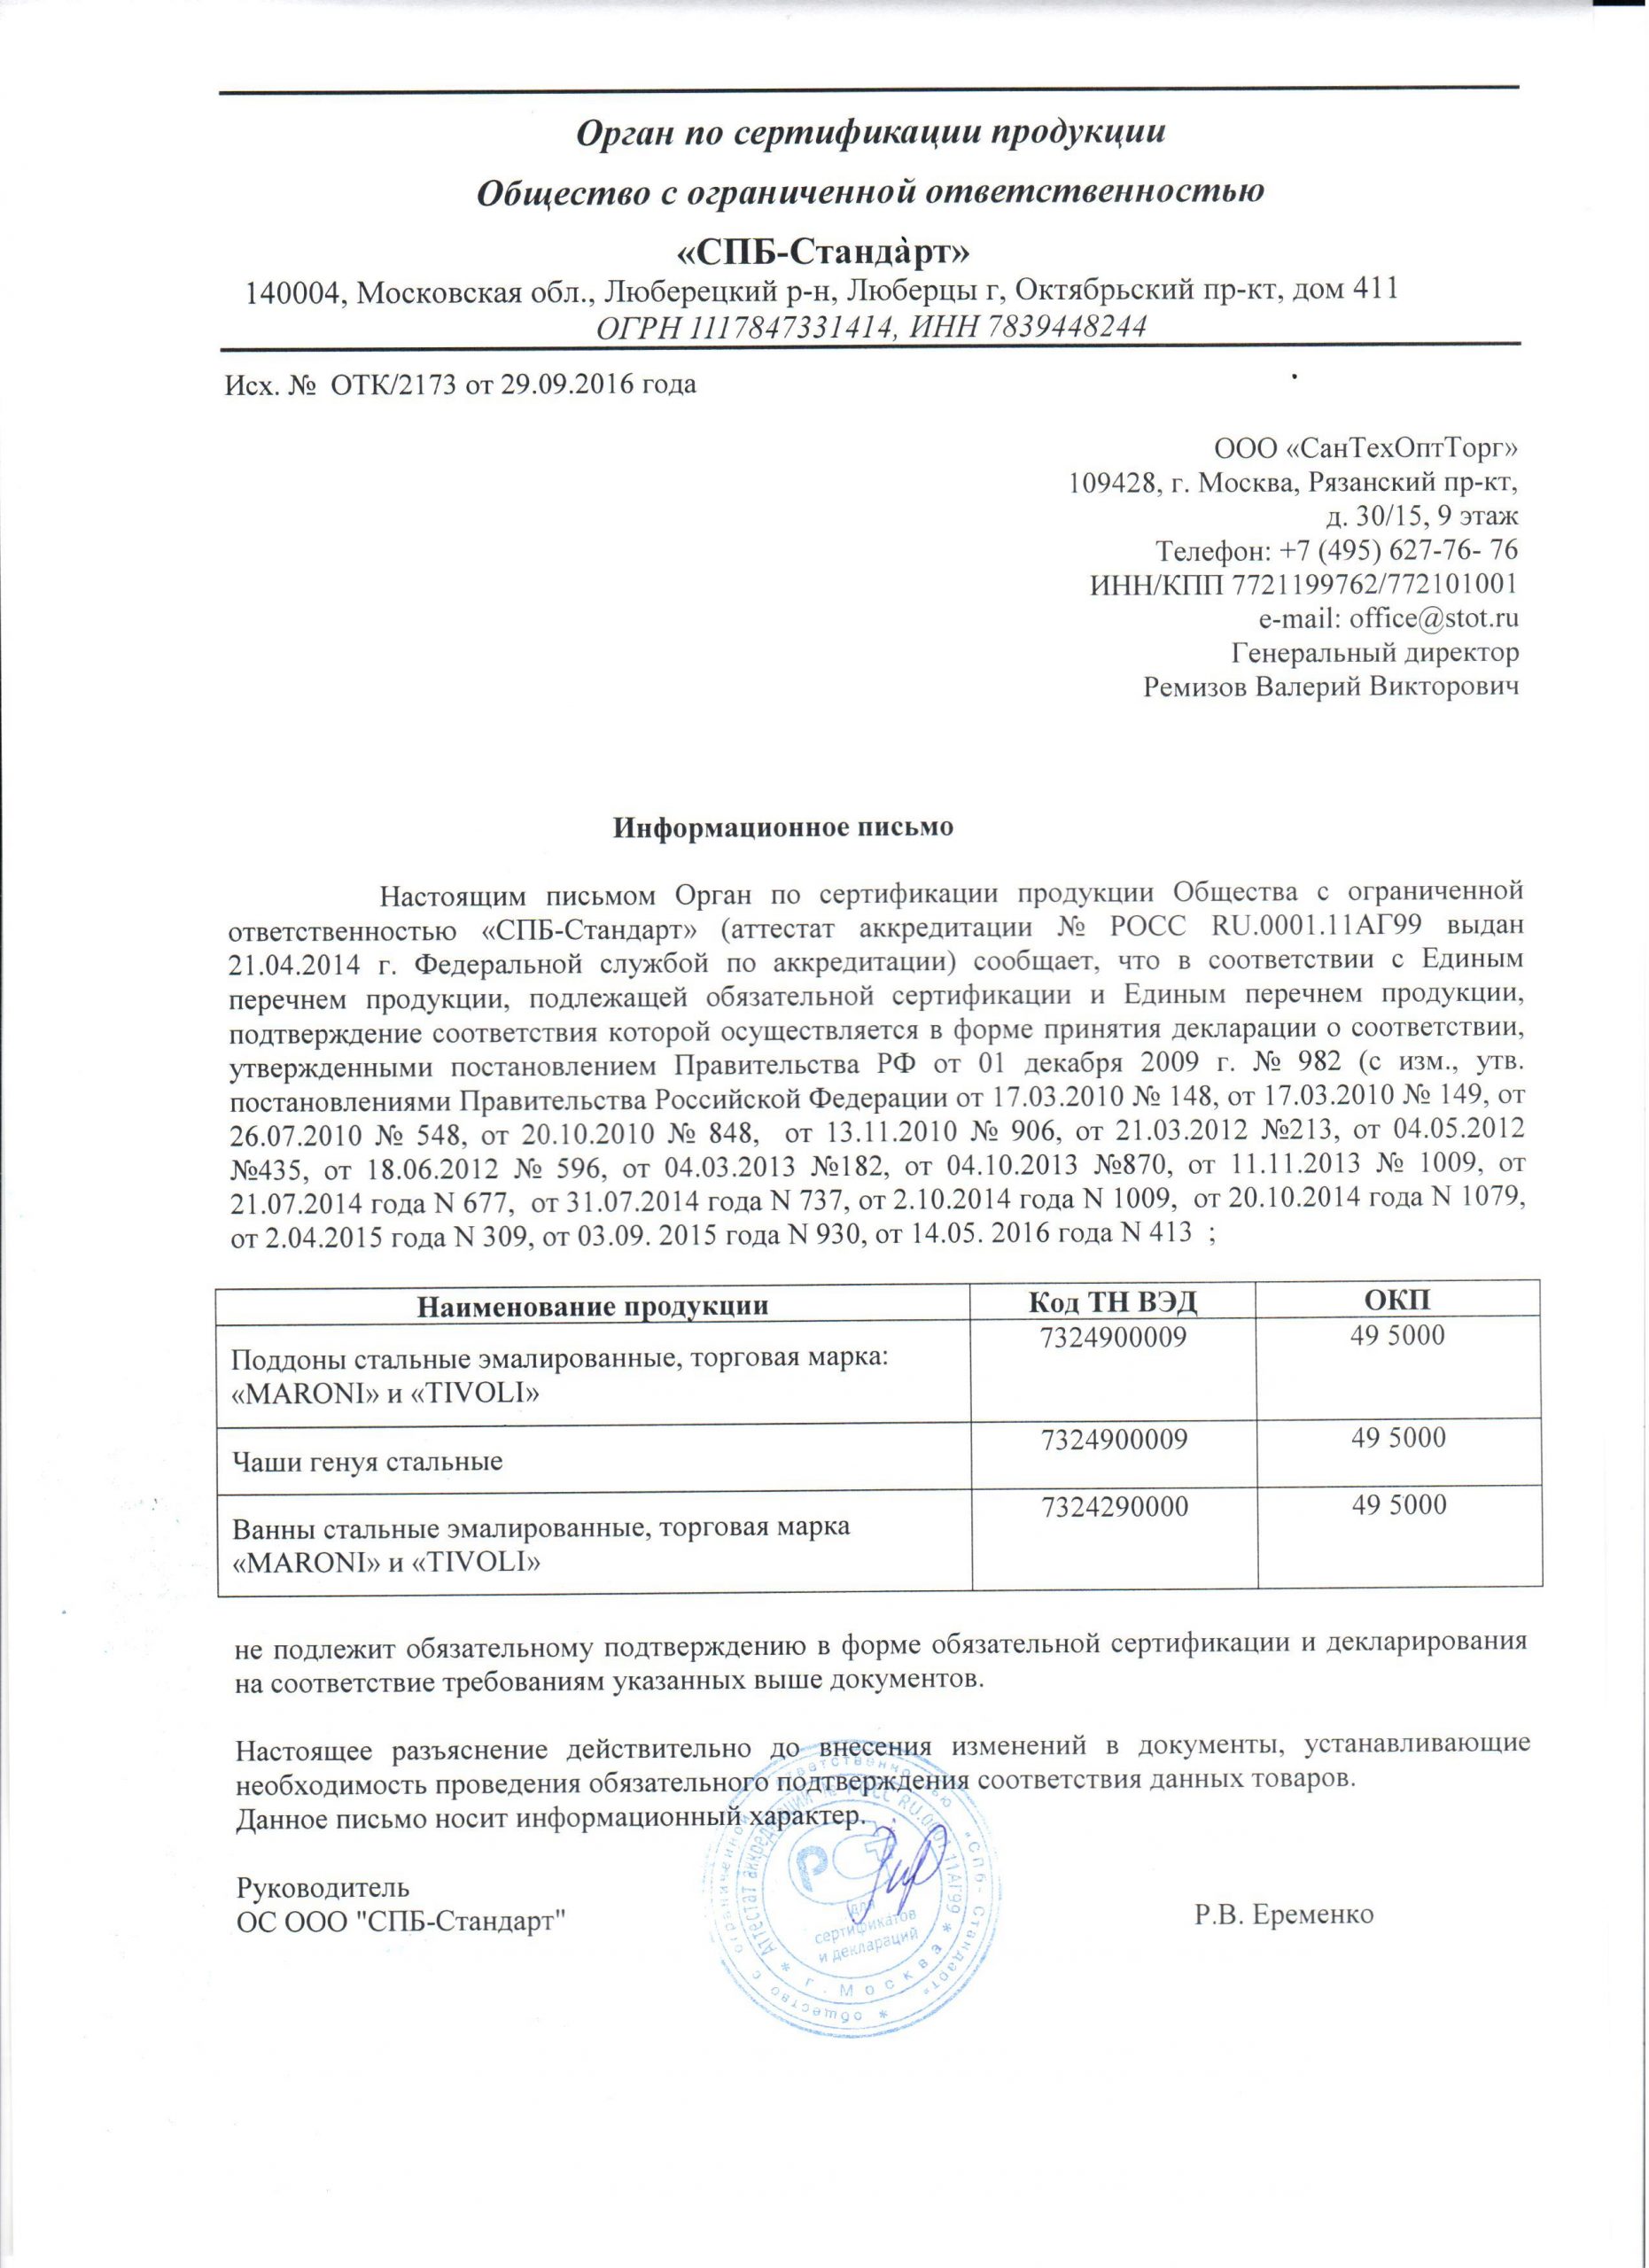 Орган по сертификации продукции
Общество с ограниченной ответственностью
«СПБ-Стандарт»
140004, Московская обл., Люберецкий р-н, Люберцы г, Октябрьский пр-кт, дом 411
ОГРН 1117847331414, ИНН 7839448244
Исх. № ОТК/2173 от 29.09.2016 года
ООО «СанТехОптТорг»
109428, г. Москва, Рязанский пр-кт,
д. 30/15, 9 этаж
Телефон: +7 (495) 627-76- 76
ИНН/КПП 7721199762/772101001
e-mail: office@stot.ru
Генеральный директор
Ремизов Валерий Викторович
Информационное письмо
Настоящим письмом Орган по сертификации продукции Общества с ограниченной
ответственностью «СПБ-Стандарт» (аттестат аккредитации № РОСС RU.0001.11АГ99 выдан
21.04.2014 г. Федеральной службой по аккредитации) сообщает, что в соответствии с Единым
перечнем продукции, подлежащей обязательной сертификации и Единым перечнем продукции,
подтверждение соответствия которой осуществляется в форме принятия декларации о соответствии,
утвержденными постановлением Правительства РФ от 01 декабря 2009 г. № 982 (с изм., утв.
постановлениями Правительства Российской Федерации от 17.03.2010 № 148, от 17.03.2010 № 149, от
26.07.2010 № 548, от 20.10.2010 № 848, от 13.11.2010 № 906, от 21.03.2012 №213, от 04.05.2012
№435, от 18.06.2012 № 596, от 04.03.2013 №182, от 04.10.2013 №870, от 11.11.2013 № 1009, от
21.07.2014 года N 677, от 31.07.2014 года N 737, от 2.10.2014 года N 1009, от 20.10.2014 года N 1079,
от 2.04.2015 года N 309, от 03.09. 2015 года N 930, от 14.05. 2016 года N 413 ;
Наименование продукции Код ТН ВЭД ОКП
Поддоны стальные эмалированные, торговая марка: 7324900009 49 5000
«MARONI» и «TIVOLI»
Чаши генуя стальные 7324900009 49 5000
Ванны стальные эмалированные, торговая марка 7324290000 49 5000
«MARONI» и «TIVOLI»
не подлежит обязательному подтверждению в форме обязательной сертификации и декларирования
на соответствие требованиям указанных выше документов.
Настоящее разъяснение действительно до внесения изменений в документы, устанавливающие
необходимость проведения обязательного подтверждения соответствия данных товаров.
Данное письмо носит информационный характер.
Руководитель
ОС ООО "СПБ-Стандарт"
Р.В. Еременко
общество с ограниченной ответственностью «СПб- Стандарт»
Аттестат аккредитации № РОСС RU.0001.11АГ99
г. Москва
РСТ
для
сертификатов
и деклараций